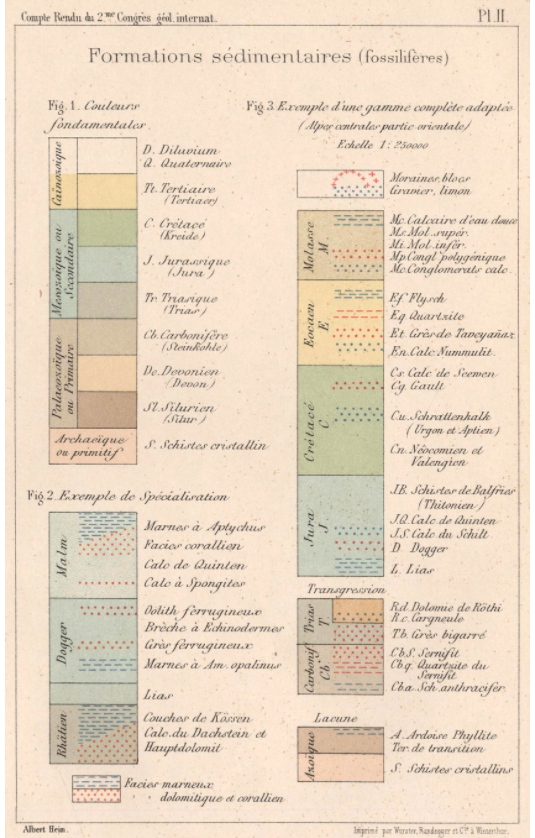 Compte Rendu du 2.me Congrès géol. internat.
Pl.II.
Formations sédimentaires (fossilifères)
Fig.1. Couleurs
fondamentales.
Caïnozoïque
Mesozoïque ou
Secondaire
Palaeozoïque
ou Primaire
Archaeïque
ou primitif
D. Diluvium
Q. Quaternaire
Tt. Tertiaire
(Tertiaer)
C. Crétacé
(Kreide)
J. Jurassique
(Jura)
Tr. Triasique
(Trias)
Cb. Carbonifère
(SteinKohle)
De. Devonien
(Devon)
Sl. Silurien
(Silur)
S. Schistes cristallin
Fig.2. Exemple de Spécialisation
Malm
Dogger
Rhätien
Marnes à Aptychus
Facies corallien
Calc de Quinten
Calc à Spongites
Oolith ferrugineux
Brèche à Echinodermes
Grès ferrugineux
Marnes à Am. opalinus
Lias
Couches de Kössen
Calc. du Dachstein et
Hauptdolomit
Facies marneux,
dolomitique et corallien
Fig.3. Exemple d'une gamme complète adaptée
(Alpes centrales partie orientale)
Echelle 1: 250000
Moraines, blocs
Gramer, limon
Molasse
M.
Mc. Calcaire d'eau douce
Ms. Mol. supér.
Mi. Mol. infér.
Mp. Congl polygénique
Mc. Conglomerats calc.
Eocaen
E
Ef. Flysch
Eq. Quartzite
Et. Grès de Taveyanaz
En. Calc Nummulit.
Crétacé
C
Cs. Calc de Seewen
Cg. Gault
Cu. Schrattenkalk
(Urgon et Aptien)
Cn. Néocomien et
Valengion
Jura
J
J.B. Schistes de Balfries
(Thitonien)
J.Q. Calc de Quinten
J.S. Calc du Schilt
D. Dogger
L. Lias
Transgression
Trias
T.
Carbonif
Cb
R.d. Dolomie de Röthi
R.c. Cargneule
T.b. Grès bigarré
Cb.S. Sernifit
Cb.q. Quartzite du
Sernifit
Cb.a. Sch. anthracifer.
Lacune
Azoïque
A. Ardoise Phyllite
Ter. de transition
S. Schistes cristallins
Albert Heim.
Imprimé par Wurster, Randegger et Cie à Winterthur.